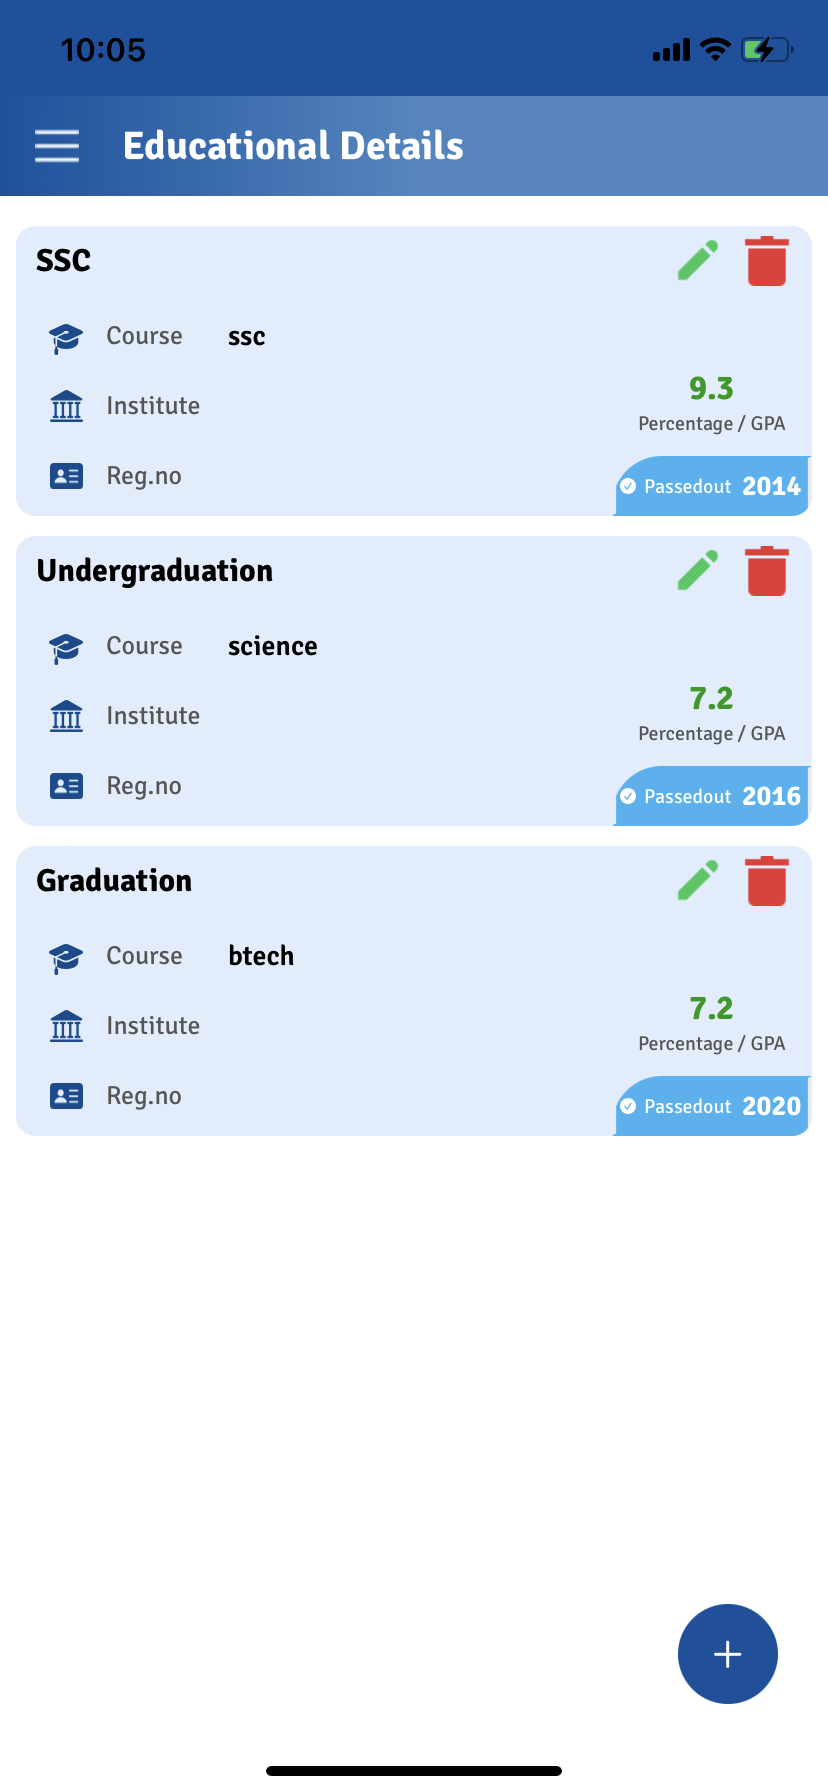 10:05
Educational Details
SSC
Course ssc
Institute
Reg.no
9.3
Percentage / GPA
Passedout 2014
Undergraduation
Course science
Institute
Reg.no
7.2
Percentage / GPA
Passedout 2016
Graduation
Course btech
Institute
Reg.no
7.2
Percentage / GPA
Passedout 2020